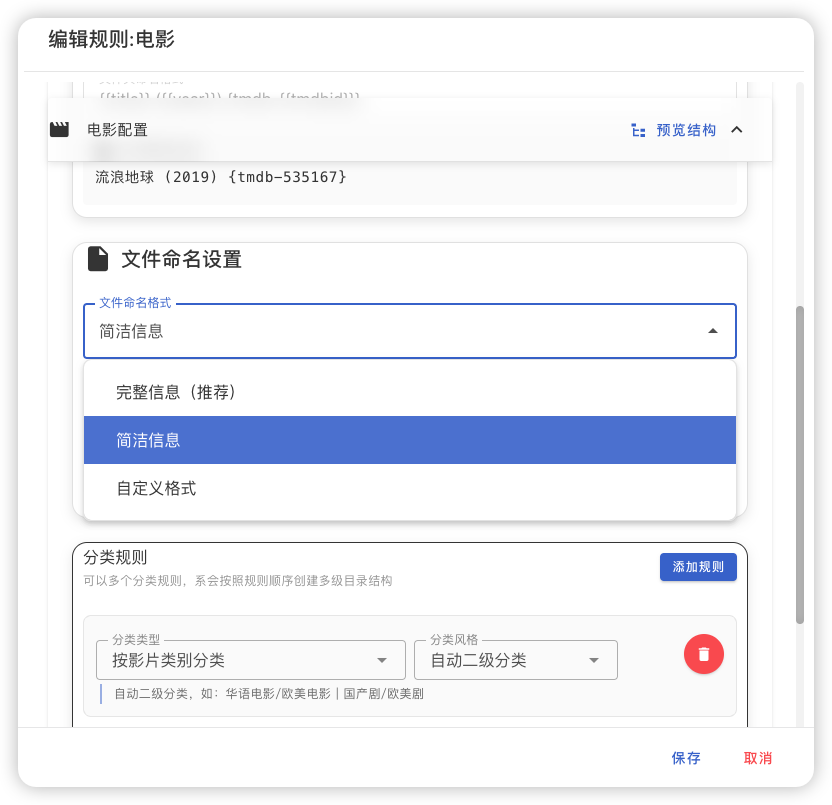 编辑规则:电影
电影配置
预览结构
流浪地球 (2019) {tmdb-535167}
文件命名设置
文件命名格式
简洁信息
完整信息（推荐）
简洁信息
自定义格式
分类规则
可以多个分类规则，系会按照规则顺序创建多级目录结构
添加规则
分类类型
按影片类别分类
分类风格
自动二级分类
自动二级分类，如：华语电影/欧美电影 | 国产剧/欧美剧
保存
取消